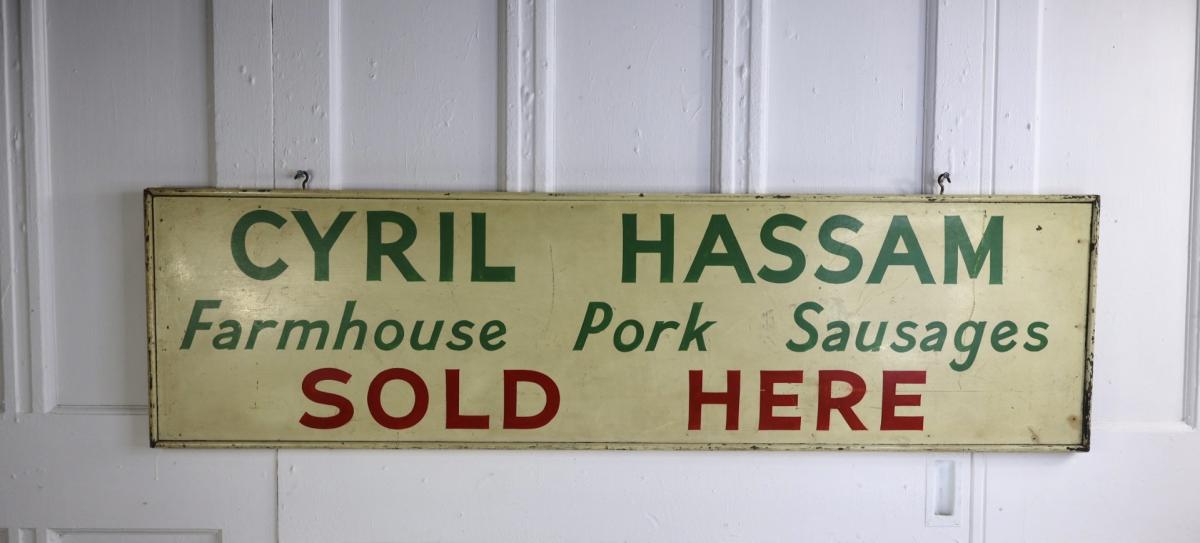 CYRIL HASSAM
Farmhouse Pork Sausages
SOLD HERE